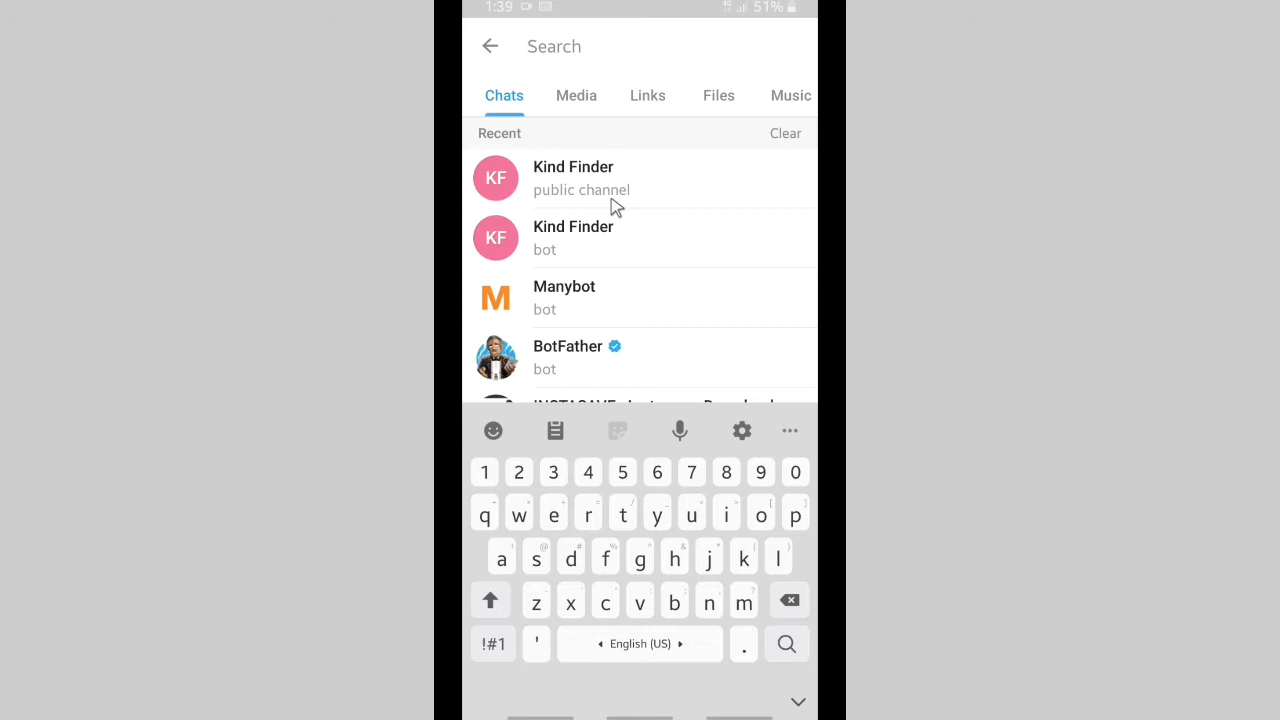 1:39 51%
Search
Chats Media Links Files Music
Recent Clear
KF Kind Finder
public channel
KF Kind Finder
bot
M Manybot
bot
BotFather
bot
1 2 3 4 5 6 7 8 9 0
q w e r t y u i o p
a s d f g h j k l
z x c v b n m
!#1 ' English (US) .